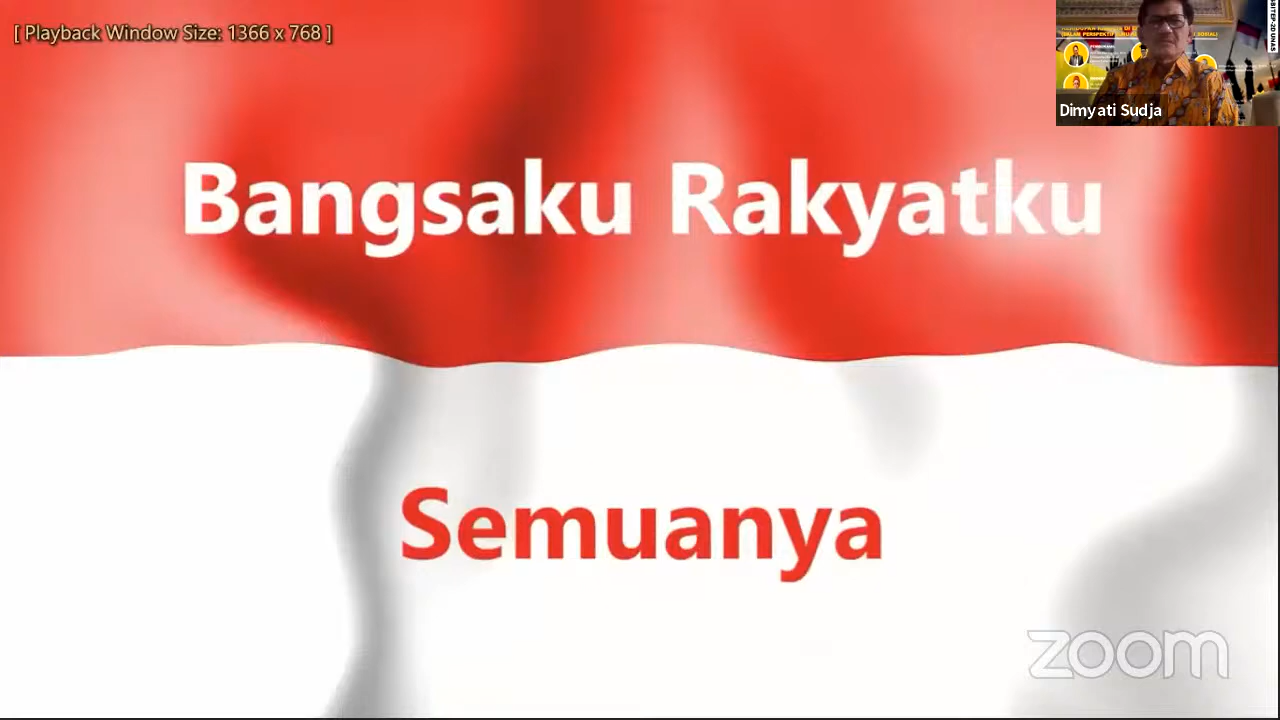 [ Playback Window Size: 1366 x 768 ]
Dimyati Sudja
Bangsaku Rakyatku
Semuanya
zoom